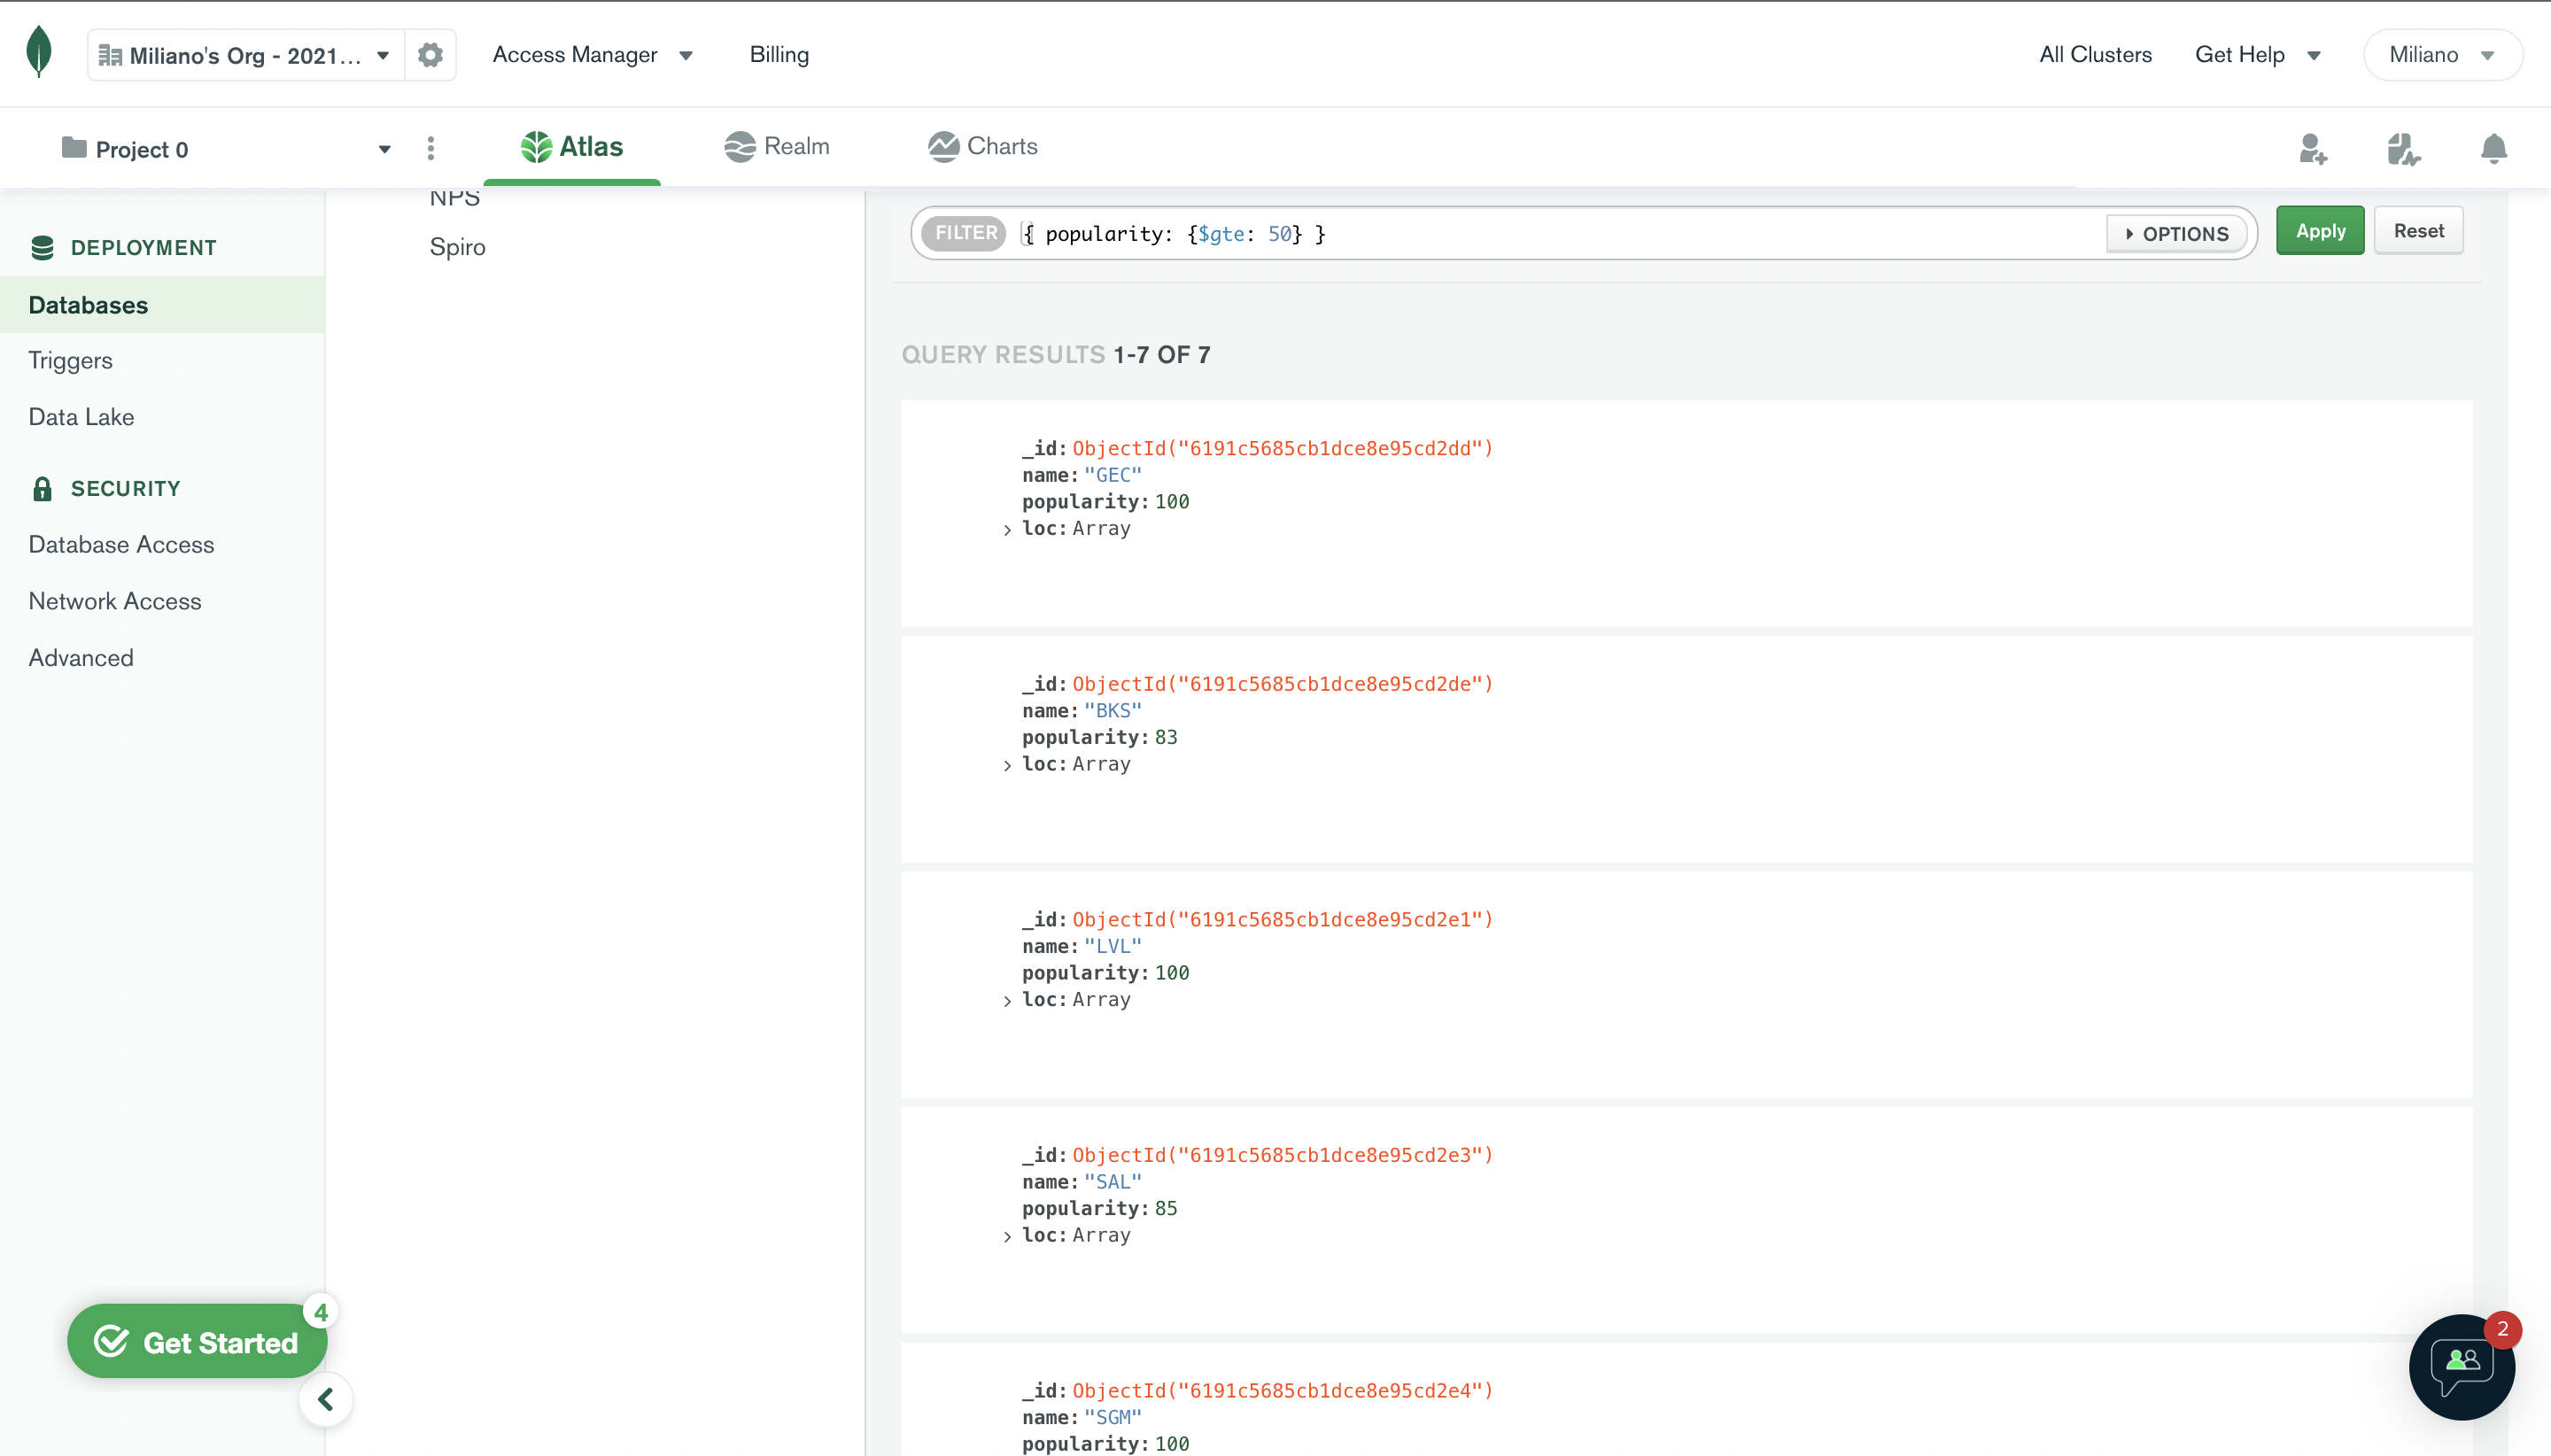 Miliano's Org - 2021...
Access Manager
Billing
All Clusters
Get Help
Miliano
Project 0
Atlas
Realm
Charts
NPS
Spiro
DEPLOYMENT
Databases
Triggers
Data Lake
SECURITY
Database Access
Network Access
Advanced
Get Started
4
FILTER
{ popularity: {$gte: 50} }
OPTIONS
Apply
Reset
QUERY RESULTS 1-7 OF 7
_id: ObjectId("6191c5685cb1dce8e95cd2dd")
name: "GEC"
popularity: 100
loc: Array
_id: ObjectId("6191c5685cb1dce8e95cd2de")
name: "BKS"
popularity: 83
loc: Array
_id: ObjectId("6191c5685cb1dce8e95cd2e1")
name: "LVL"
popularity: 100
loc: Array
_id: ObjectId("6191c5685cb1dce8e95cd2e3")
name: "SAL"
popularity: 85
loc: Array
_id: ObjectId("6191c5685cb1dce8e95cd2e4")
name: "SGM"
popularity: 100
2